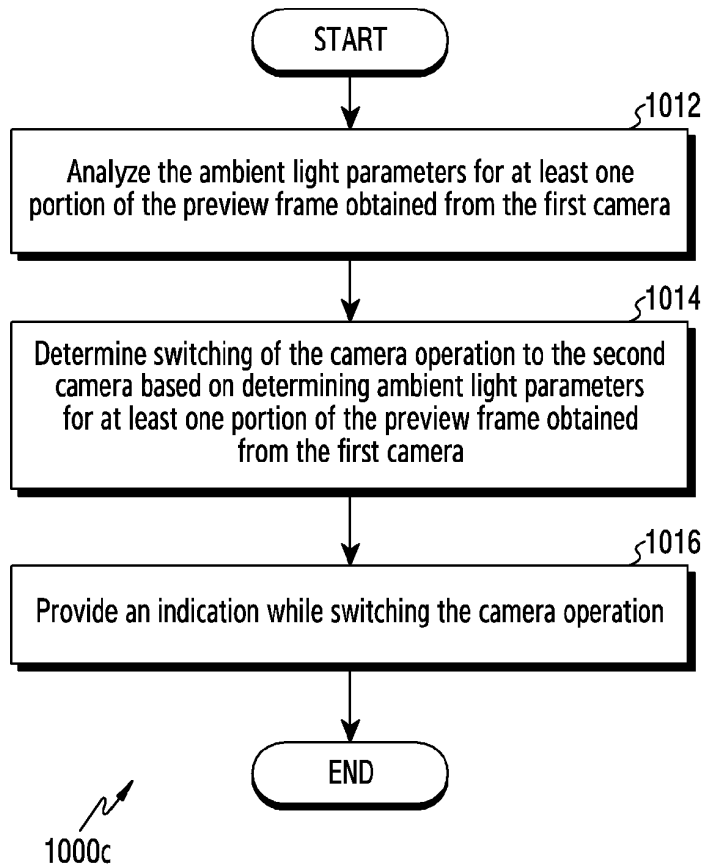 START
1012
Analyze the ambient light parameters for at least one
portion of the preview frame obtained from the first camera
1014
Determine switching of the camera operation to the second
camera based on determining ambient light parameters
for at least one portion of the preview frame obtained
from the first camera
1016
Provide an indication while switching the camera operation
END
1000c